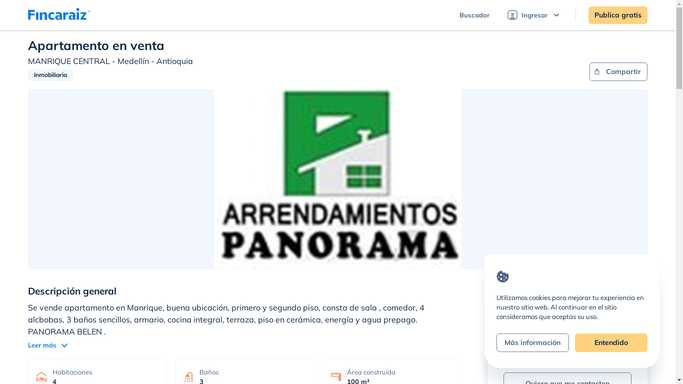 Fincaraíz
Buscador
Ingresar
Publica gratis
Apartamento en venta
MANRIQUE CENTRAL - Medellín - Antioquia
Inmobiliaria
Compartir
ARRENDAMIENTOS
PANORAMA
Descripción general
Se vende apartamento en Manrique, buena ubicación, primero y segundo piso, consta de sala , comedor, 4
alcbobas, 3 baños sencillos, armario, cocina integral, terraza, piso en cerámica, energía y agua prepago.
PANORAMA BELEN .
Leer más
Habitaciones
4
Baños
3
Área construida
100 m²
Utilizamos cookies para mejorar tu experiencia en
nuestro sitio web. Al continuar en el sitio
consideramos que aceptas su uso.
Más información
Entendido
Quiero que me contacten